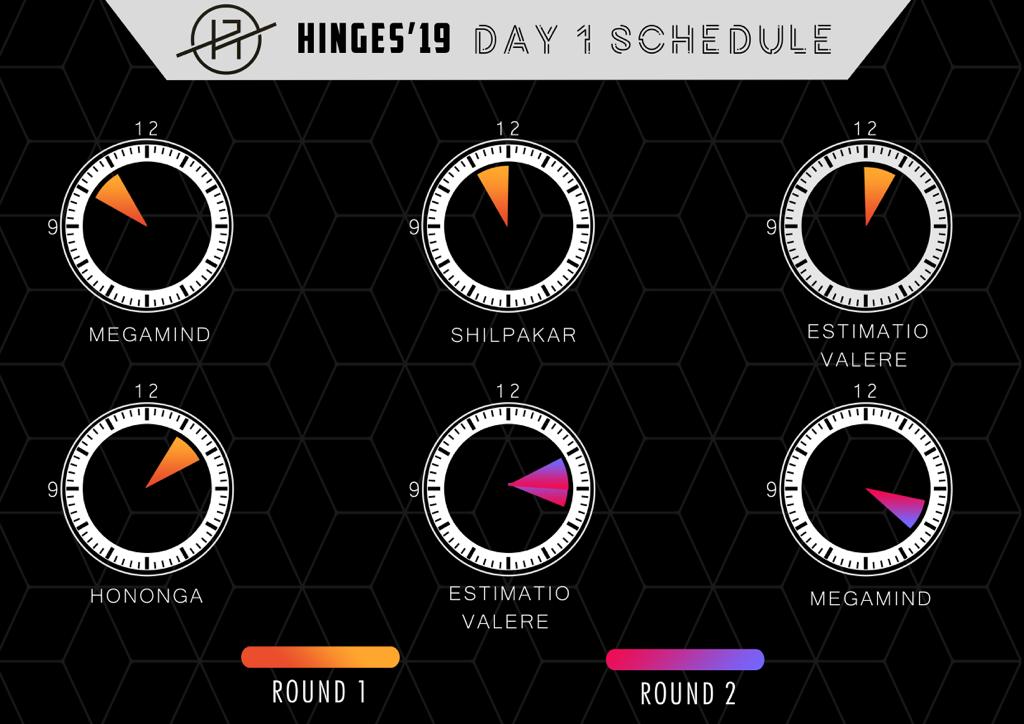 HINGES'19 DAY 1 SCHEDULE
12
9
MEGAMIND
12
9
SHILPAKAR
12
9
ESTIMATIO
VALERE
12
9
HONONGA
12
9
ESTIMATIO
VALERE
12
9
MEGAMIND
ROUND 1
ROUND 2